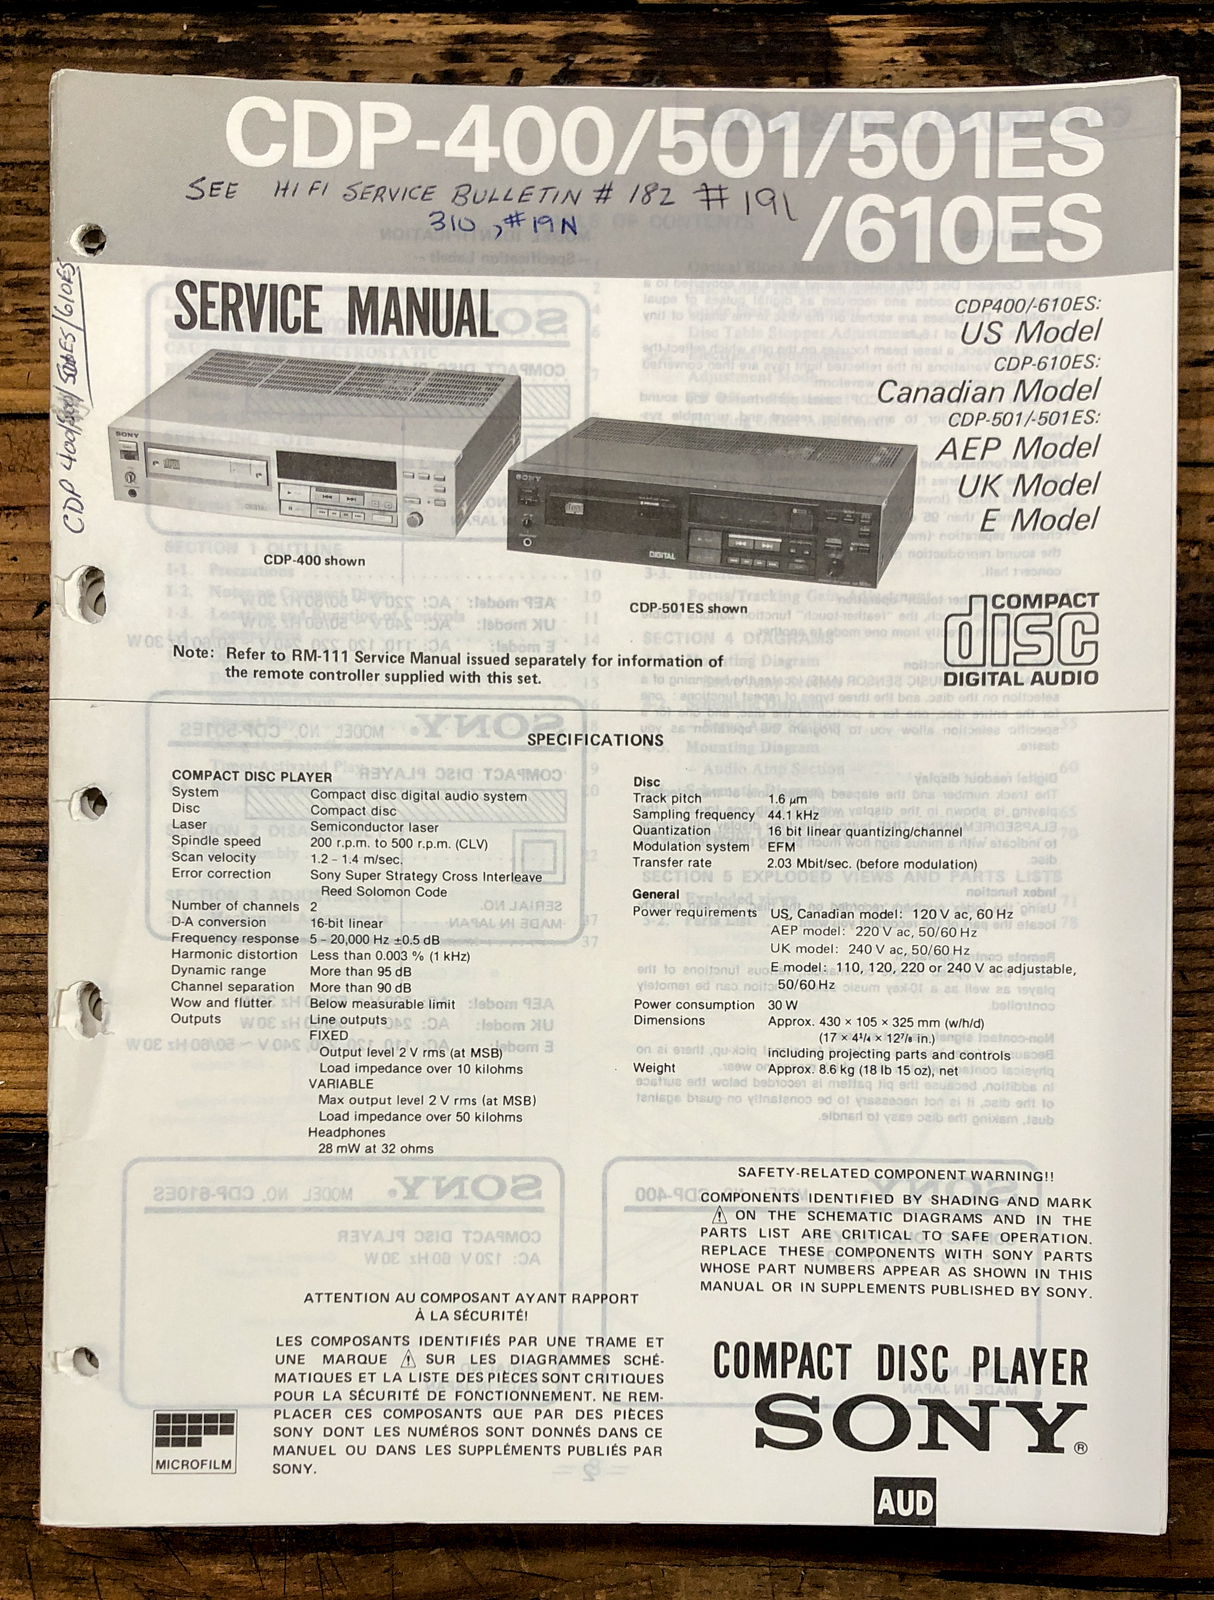 CDP-400/501/501ES
/610ES
SEE HI FI SERVICE BULLETIN # 182 # 191
310, #19N
CDP 400/501/501ES/610ES
SERVICE MANUAL
CDP400/-610ES:
US Model
CDP-610ES:
Canadian Model
CDP-501/-501ES:
AEP Model
UK Model
E Model
SONY
SONY
DIGITAL
CDP-400 shown
CDP-501ES shown
COMPACT
disc
DIGITAL AUDIO
Note: Refer to RM-111 Service Manual issued separately for information of
the remote controller supplied with this set.
SPECIFICATIONS
COMPACT DISC PLAYER
System Compact disc digital audio system
Disc Compact disc
Laser Semiconductor laser
Spindle speed 200 r.p.m. to 500 r.p.m. (CLV)
Scan velocity 1.2 – 1.4 m/sec.
Error correction Sony Super Strategy Cross Interleave
Reed Solomon Code
Number of channels 2
D-A conversion 16-bit linear
Frequency response 5 – 20,000 Hz ±0.5 dB
Harmonic distortion Less than 0.003 % (1 kHz)
Dynamic range More than 95 dB
Channel separation More than 90 dB
Wow and flutter Below measurable limit
Outputs Line outputs
FIXED
Output level 2 V rms (at MSB)
Load impedance over 10 kilohms
VARIABLE
Max output level 2 V rms (at MSB)
Load impedance over 50 kilohms
Headphones
28 mW at 32 ohms
Disc
Track pitch 1.6 μm
Sampling frequency 44.1 kHz
Quantization 16 bit linear quantizing/channel
Modulation system EFM
Transfer rate 2.03 Mbit/sec. (before modulation)
General
Power requirements US, Canadian model: 120 V ac, 60 Hz
AEP model: 220 V ac, 50/60 Hz
UK model: 240 V ac, 50/60 Hz
E model: 110, 120, 220 or 240 V ac adjustable,
50/60 Hz
Power consumption 30 W
Dimensions Approx. 430 × 105 × 325 mm (w/h/d)
(17 × 4¹/₄ × 12⁷/₈ in.)
including projecting parts and controls
Weight Approx. 8.6 kg (18 lb 15 oz), net
SAFETY-RELATED COMPONENT WARNING!!
COMPONENTS IDENTIFIED BY SHADING AND MARK
⚠ ON THE SCHEMATIC DIAGRAMS AND IN THE
PARTS LIST ARE CRITICAL TO SAFE OPERATION.
REPLACE THESE COMPONENTS WITH SONY PARTS
WHOSE PART NUMBERS APPEAR AS SHOWN IN THIS
MANUAL OR IN SUPPLEMENTS PUBLISHED BY SONY.
ATTENTION AU COMPOSANT AYANT RAPPORT
À LA SÉCURITÉ!
LES COMPOSANTS IDENTIFIÉS PAR UNE TRAME ET
UNE MARQUE ⚠ SUR LES DIAGRAMMES SCHÉ-
MATIQUES ET LA LISTE DES PIÈCES SONT CRITIQUES
POUR LA SÉCURITÉ DE FONCTIONNEMENT. NE REM-
PLACER CES COMPOSANTS QUE PAR DES PIÈCES
SONY DONT LES NUMÉROS SONT DONNÉS DANS CE
MANUEL OU DANS LES SUPPLÉMENTS PUBLIÉS PAR
SONY.
MICROFILM
COMPACT DISC PLAYER
SONY®
AUD